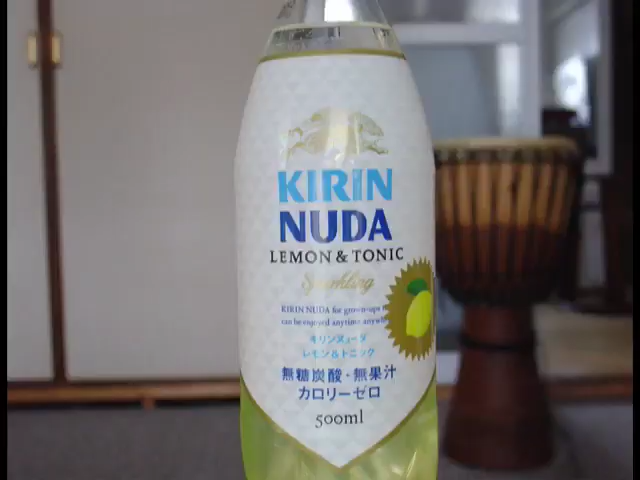 KIRIN
NUDA
LEMON & TONIC
Sparkling
KIRIN NUDA for grown-ups
can be enjoyed anytime
キリンヌューダ
レモン&トニック
無糖炭酸・無果汁
カロリーゼロ
500ml